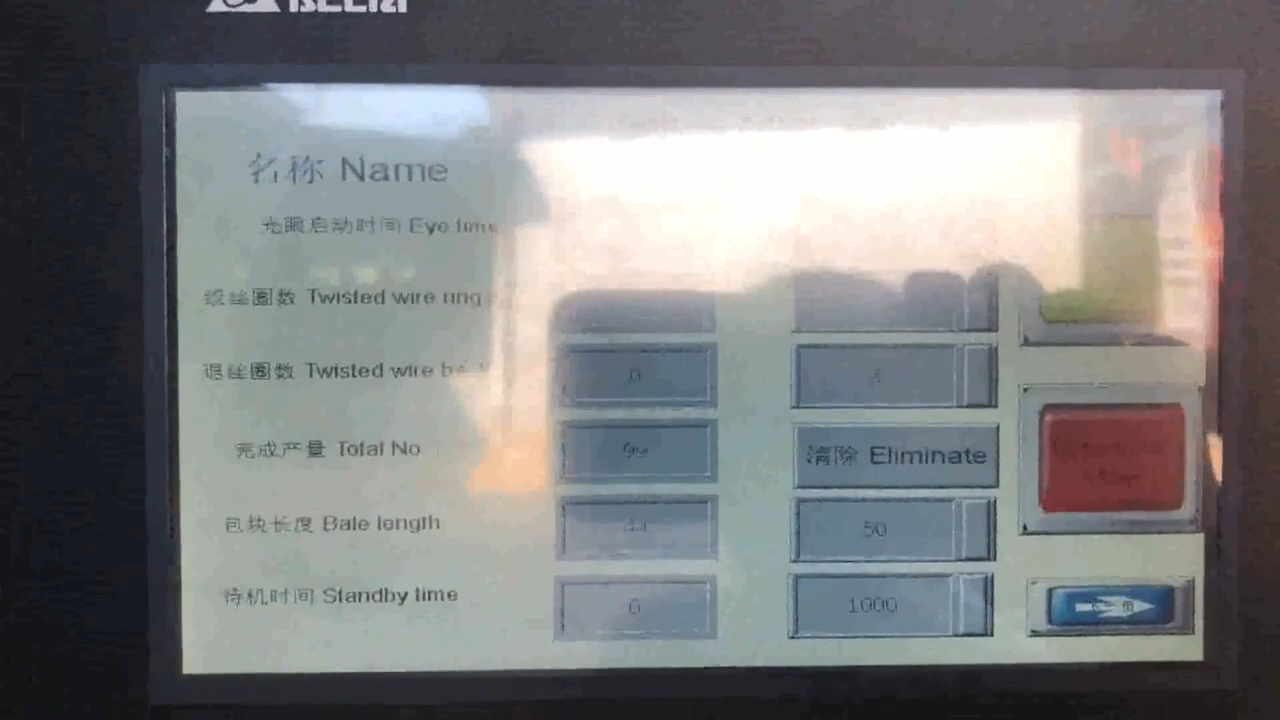 名称 Name
光眼启动时间 Eye time
绞丝圈数 Twisted wire ring
退丝圈数 Twisted wire
0
完成产量 Total No
99
清除 Eliminate
包块长度 Bale length
50
待机时间 Standby time
0
1000